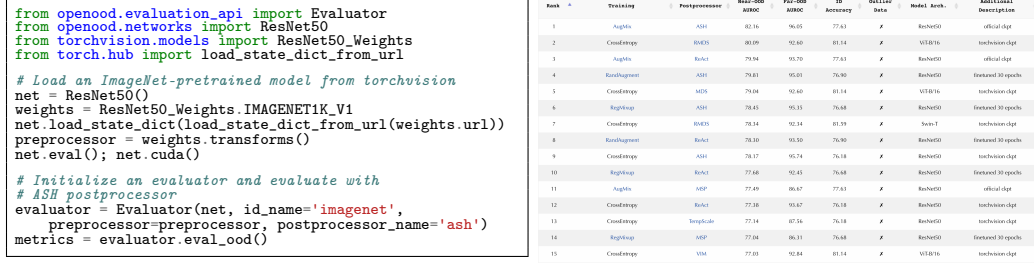 from openood.evaluation_api import Evaluator
from openood.networks import ResNet50
from torchvision.models import ResNet50_Weights
from torch.hub import load_state_dict_from_url
# Load an ImageNet-pretrained model from torchvision
net = ResNet50()
weights = ResNet50_Weights.IMAGENET1K_V1
net.load_state_dict(load_state_dict_from_url(weights.url))
preprocessor = weights.transforms()
net.eval(); net.cuda()
# Initialize an evaluator and evaluate with
# ASH postprocessor
evaluator = Evaluator(net, id_name='imagenet',
preprocessor=preprocessor, postprocessor_name='ash')
metrics = evaluator.eval_ood()
Rank Training Postprocessor Near-OOD AUROC Far-OOD AUROC ID Accuracy Outlier Data Model Arch. Additional Description
1 AugMix ASH 82.16 96.05 77.63 ✗ ResNet50 official ckpt
2 CrossEntropy RMDS 80.09 92.60 81.14 ✗ ViT-B/16 torchvision ckpt
3 AugMix ReAct 79.94 93.70 77.63 ✗ ResNet50 official ckpt
4 RandAugment ASH 79.81 95.01 76.90 ✗ ResNet50 finetuned 30 epochs
5 CrossEntropy MDS 79.04 92.60 81.14 ✗ ViT-B/16 torchvision ckpt
6 RegMixup ASH 78.45 95.35 76.68 ✗ ResNet50 finetuned 30 epochs
7 CrossEntropy RMDS 78.34 92.34 81.59 ✗ Swin-T torchvision ckpt
8 RandAugment ReAct 78.30 93.50 76.90 ✗ ResNet50 finetuned 30 epochs
9 CrossEntropy ASH 78.17 95.74 76.18 ✗ ResNet50 torchvision ckpt
10 RegMixup ReAct 77.68 92.45 76.68 ✗ ResNet50 finetuned 30 epochs
11 AugMix MSP 77.49 86.67 77.63 ✗ ResNet50 official ckpt
12 CrossEntropy ReAct 77.38 93.67 76.18 ✗ ResNet50 torchvision ckpt
13 CrossEntropy TempScale 77.14 87.56 76.18 ✗ ResNet50 torchvision ckpt
14 RegMixup MSP 77.04 86.31 76.68 ✗ ResNet50 finetuned 30 epochs
15 CrossEntropy VIM 77.03 92.84 81.14 ✗ ViT-B/16 torchvision ckpt